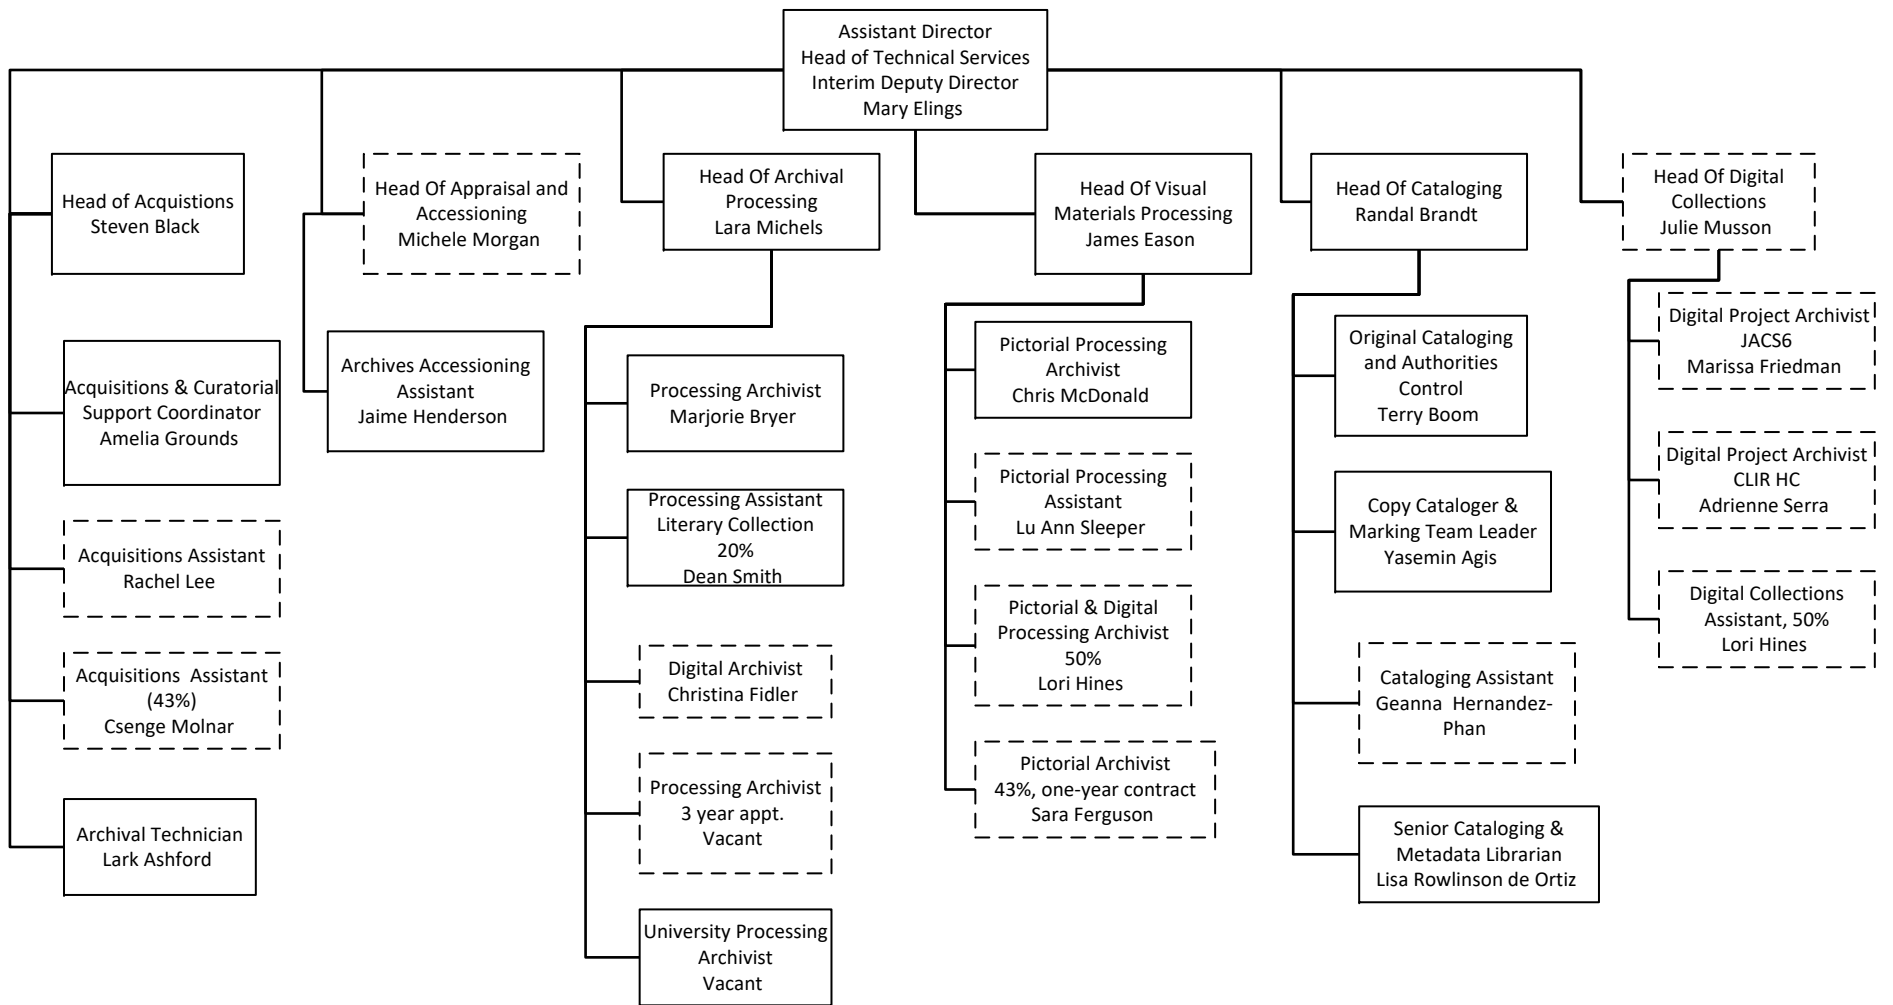 Assistant Director
Head of Technical Services
Interim Deputy Director
Mary Elings
Head of Acquistions
Steven Black
Acquisitions & Curatorial
Support Coordinator
Amelia Grounds
Acquisitions Assistant
Rachel Lee
Acquisitions Assistant
(43%)
Csenge Molnar
Archival Technician
Lark Ashford
Head Of Appraisal and
Accessioning
Michele Morgan
Archives Accessioning
Assistant
Jaime Henderson
Head Of Archival
Processing
Lara Michels
Processing Archivist
Marjorie Bryer
Processing Assistant
Literary Collection
20%
Dean Smith
Digital Archivist
Christina Fidler
Processing Archivist
3 year appt.
Vacant
University Processing
Archivist
Vacant
Head Of Visual
Materials Processing
James Eason
Pictorial Processing
Archivist
Chris McDonald
Pictorial Processing
Assistant
Lu Ann Sleeper
Pictorial & Digital
Processing Archivist
50%
Lori Hines
Pictorial Archivist
43%, one-year contract
Sara Ferguson
Head Of Cataloging
Randal Brandt
Original Cataloging
and Authorities
Control
Terry Boom
Copy Cataloger &
Marking Team Leader
Yasemin Agis
Cataloging Assistant
Geanna Hernandez-
Phan
Senior Cataloging &
Metadata Librarian
Lisa Rowlinson de Ortiz
Head Of Digital
Collections
Julie Musson
Digital Project Archivist
JACS6
Marissa Friedman
Digital Project Archivist
CLIR HC
Adrienne Serra
Digital Collections
Assistant, 50%
Lori Hines